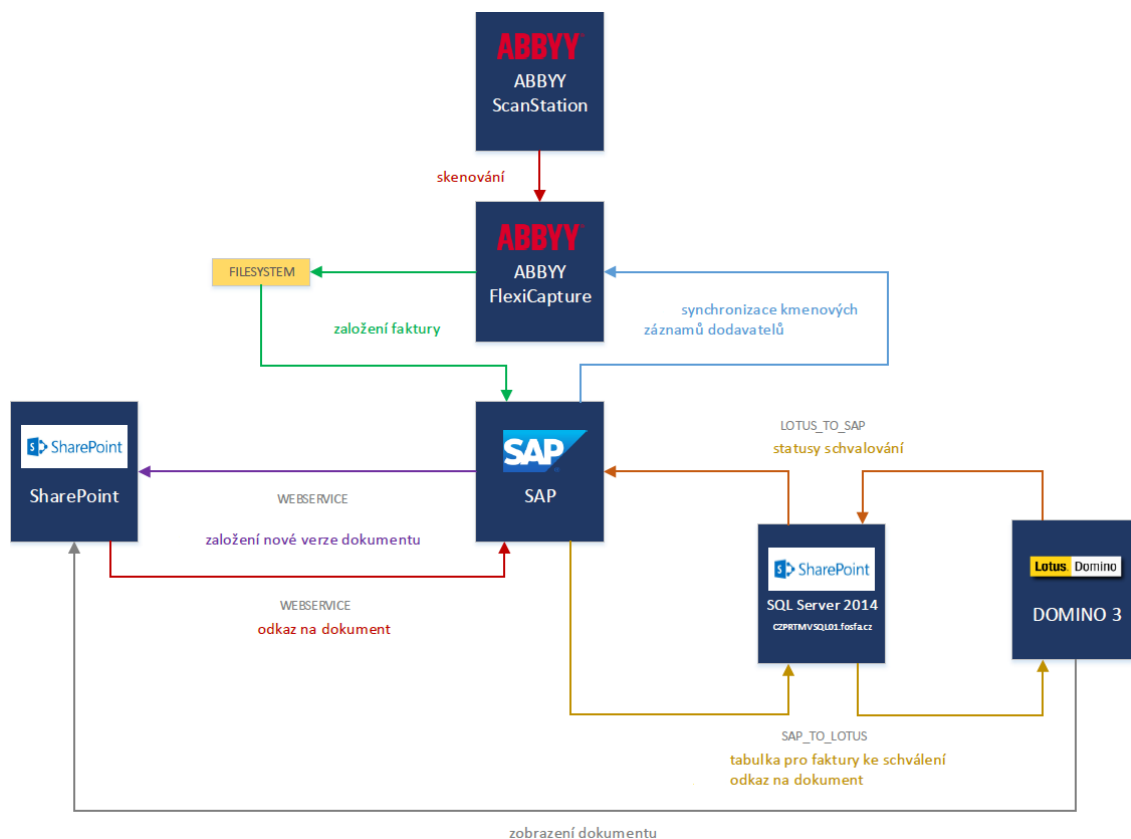 ABBYY
ABBYY
ScanStation
skenování
ABBYY
ABBYY
FlexiCapture
FILESYSTEM
založení faktury
synchronizace kmenových
záznamů dodavatelů
SharePoint
SharePoint
SAP
SAP
WEBSERVICE
založení nové verze dokumentu
WEBSERVICE
odkaz na dokument
LOTUS_TO_SAP
statusy schvalování
SharePoint
SQL Server 2014
CZPRTMVSQL01.fosfa.cz
Lotus Domino
DOMINO 3
SAP_TO_LOTUS
tabulka pro faktury ke schválení
odkaz na dokument
zobrazení dokumentu